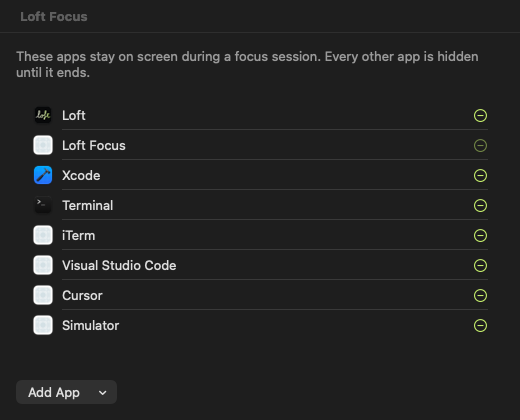 Loft Focus
These apps stay on screen during a focus session. Every other app is hidden
until it ends.
Loft
Loft Focus
Xcode
Terminal
iTerm
Visual Studio Code
Cursor
Simulator
Add App